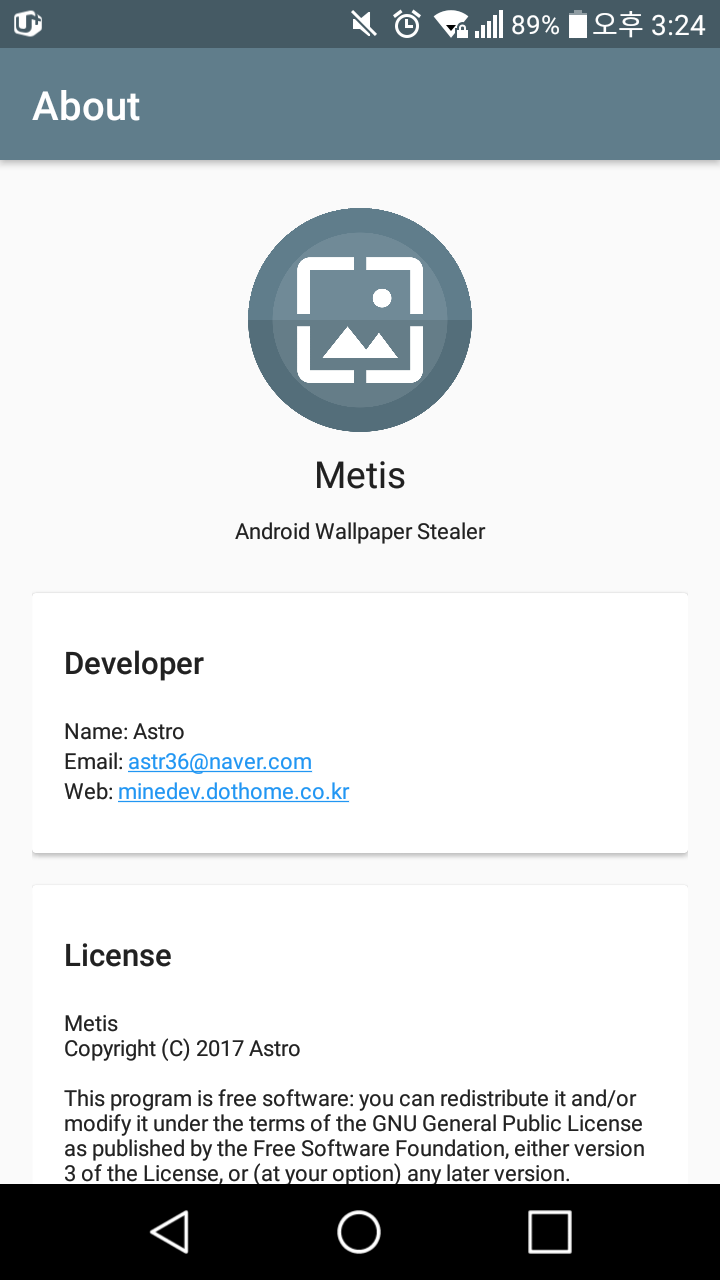 U+
89% 오후 3:24
About
Metis
Android Wallpaper Stealer
Developer
Name: Astro
Email: astr36@naver.com
Web: minedev.dothome.co.kr
License
Metis
Copyright (C) 2017 Astro
This program is free software: you can redistribute it and/or
modify it under the terms of the GNU General Public License
as published by the Free Software Foundation, either version
3 of the License, or (at your option) any later version.